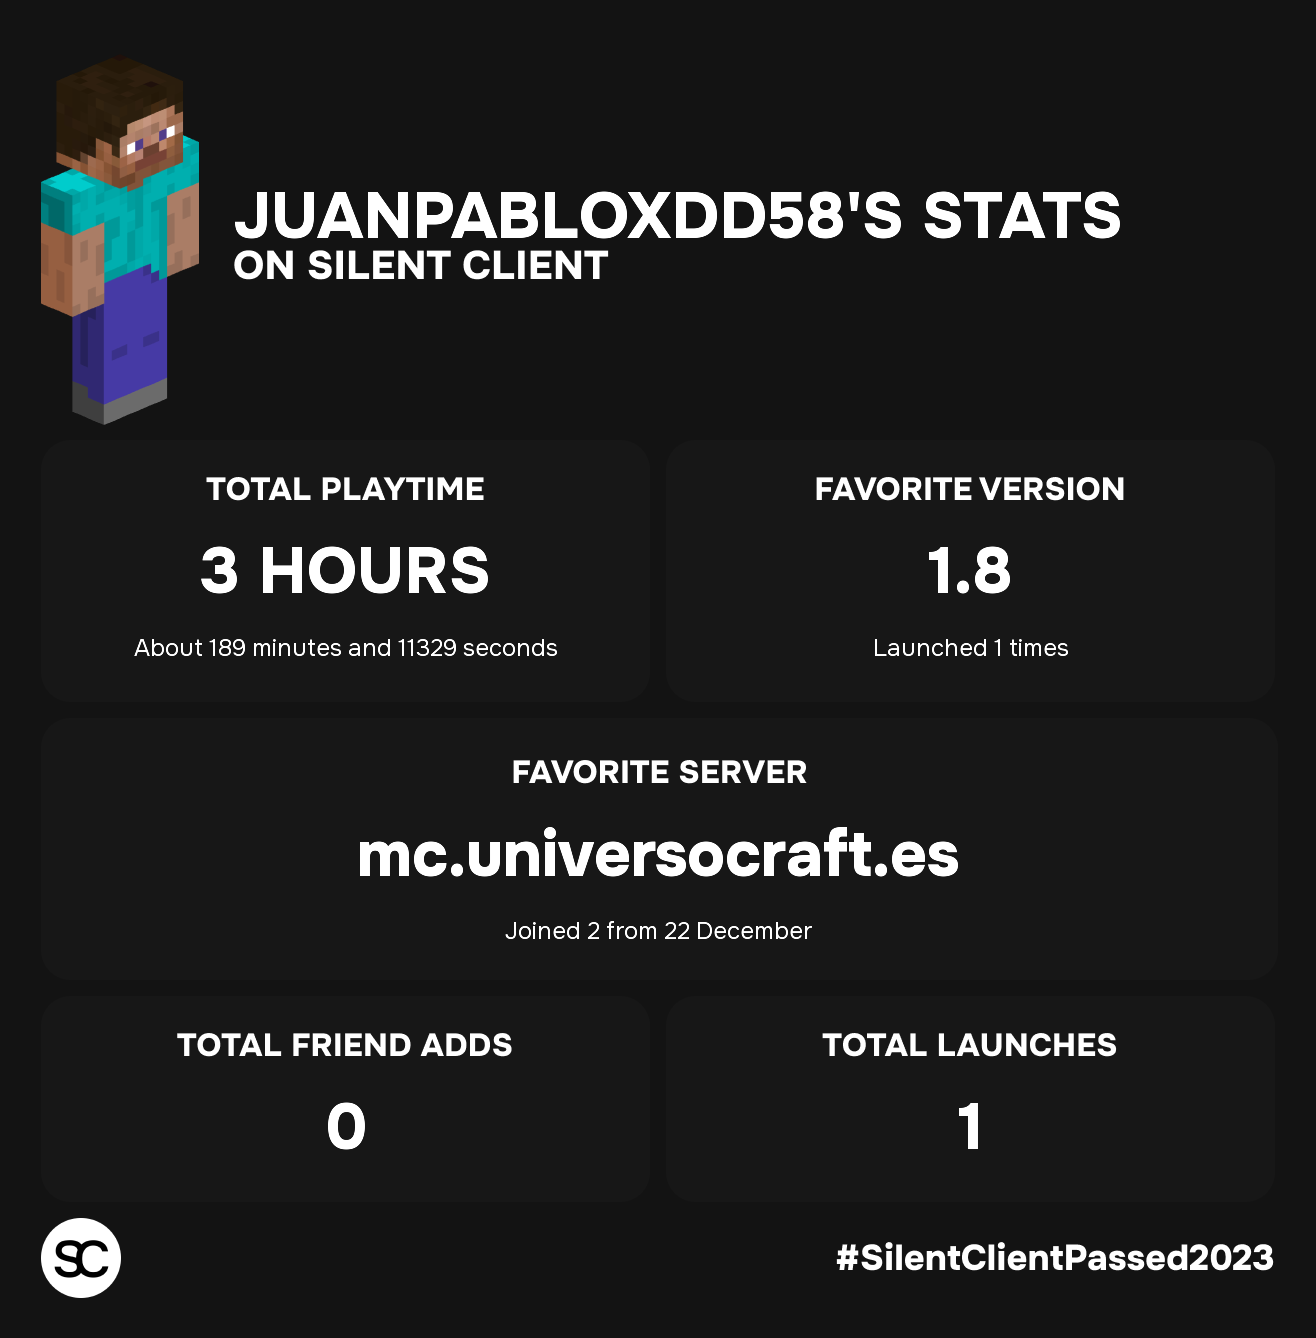 JUANPABLOXDD58'S STATS
ON SILENT CLIENT
TOTAL PLAYTIME
3 HOURS
About 189 minutes and 11329 seconds
FAVORITE VERSION
1.8
Launched 1 times
FAVORITE SERVER
mc.universocraft.es
Joined 2 from 22 December
TOTAL FRIEND ADDS
0
TOTAL LAUNCHES
1
SC
#SilentClientPassed2023